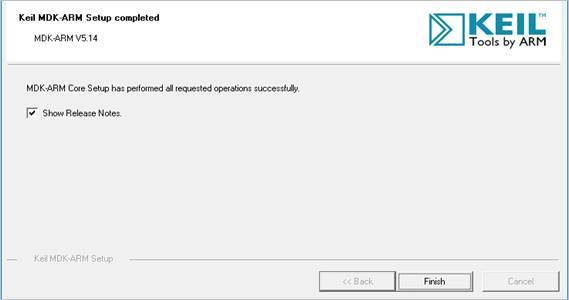 Keil MDK-ARM Setup completed
MDK-ARM V5.14
KEIL™
Tools by ARM
MDK-ARM Core Setup has performed all requested operations successfully.
Show Release Notes.
Keil MDK-ARM Setup
<< Back
Finish
Cancel